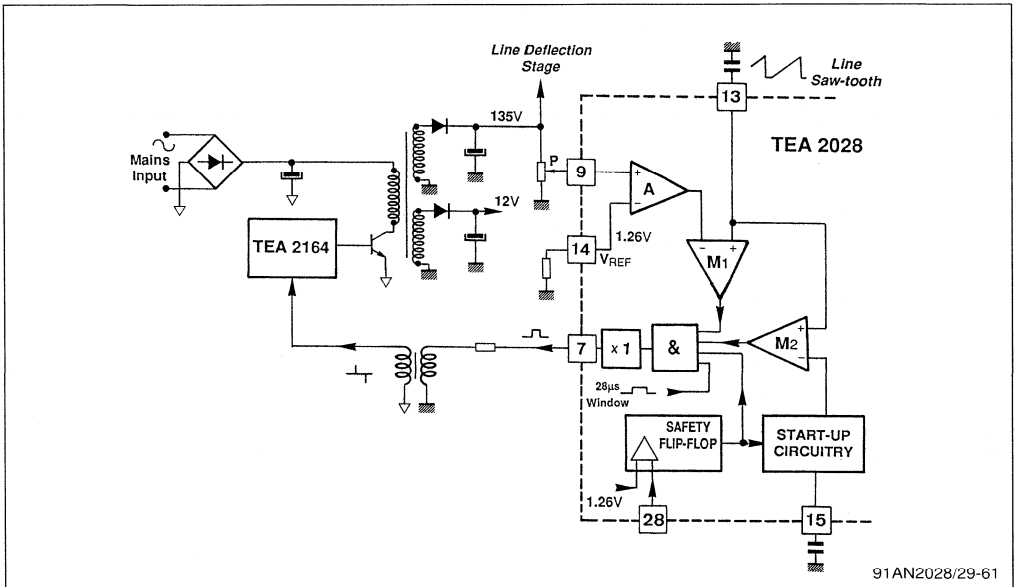 Line Deflection
Stage
Line
Saw-tooth
13
135V
TEA 2028
Mains
Input
P
9
+
A
−
12V
1.26V
14
VREF
TEA 2164
− +
M1
+
M2
−
7
x 1
&
28µs
Window
SAFETY
FLIP-FLOP
START-UP
CIRCUITRY
1.26V
28
15
91AN2028/29-61